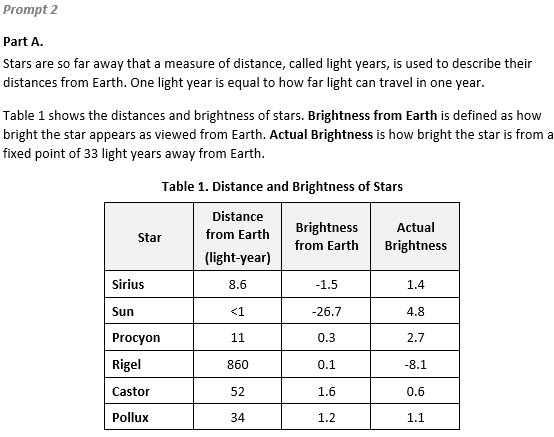 Prompt 2
Part A.
Stars are so far away that a measure of distance, called light years, is used to describe their
distances from Earth. One light year is equal to how far light can travel in one year.
Table 1 shows the distances and brightness of stars. Brightness from Earth is defined as how
bright the star appears as viewed from Earth. Actual Brightness is how bright the star is from a
fixed point of 33 light years away from Earth.
Table 1. Distance and Brightness of Stars
Star | Distance from Earth (light-year) | Brightness from Earth | Actual Brightness
Sirius | 8.6 | -1.5 | 1.4
Sun | <1 | -26.7 | 4.8
Procyon | 11 | 0.3 | 2.7
Rigel | 860 | 0.1 | -8.1
Castor | 52 | 1.6 | 0.6
Pollux | 34 | 1.2 | 1.1